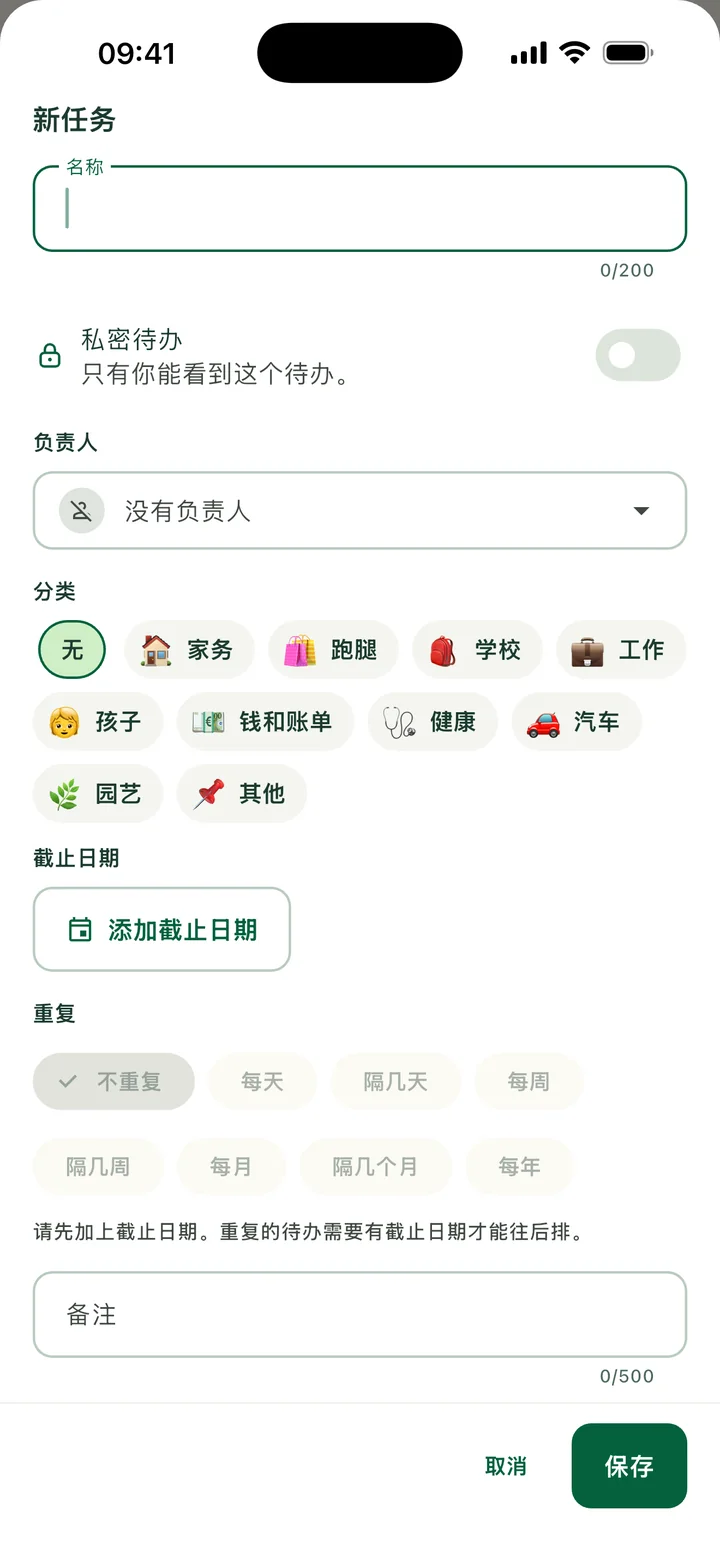 09:41
新任务
名称
0/200
私密待办
只有你能看到这个待办。
负责人
没有负责人
分类
无 家务 跑腿 学校 工作
孩子 钱和账单 健康 汽车
园艺 其他
截止日期
添加截止日期
重复
不重复 每天 隔几天 每周
隔几周 每月 隔几个月 每年
请先加上截止日期。重复的待办需要有截止日期才能往后排。
备注
0/500
取消 保存